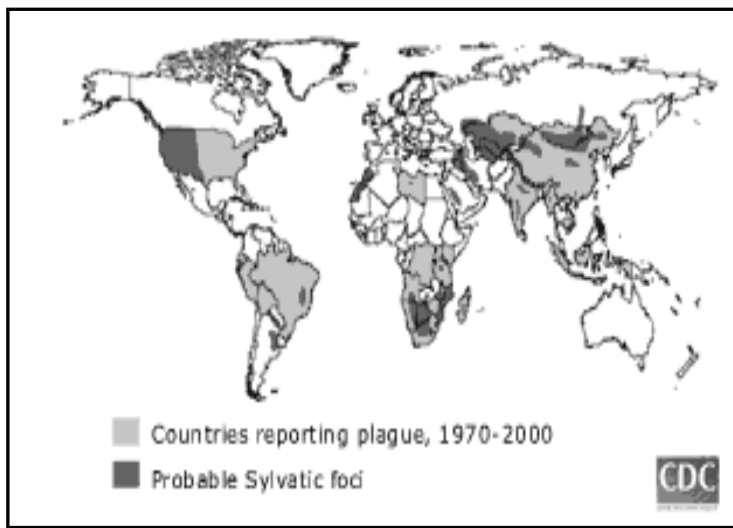 Countries reporting plague, 1970-2000
Probable Sylvatic foci
CDC